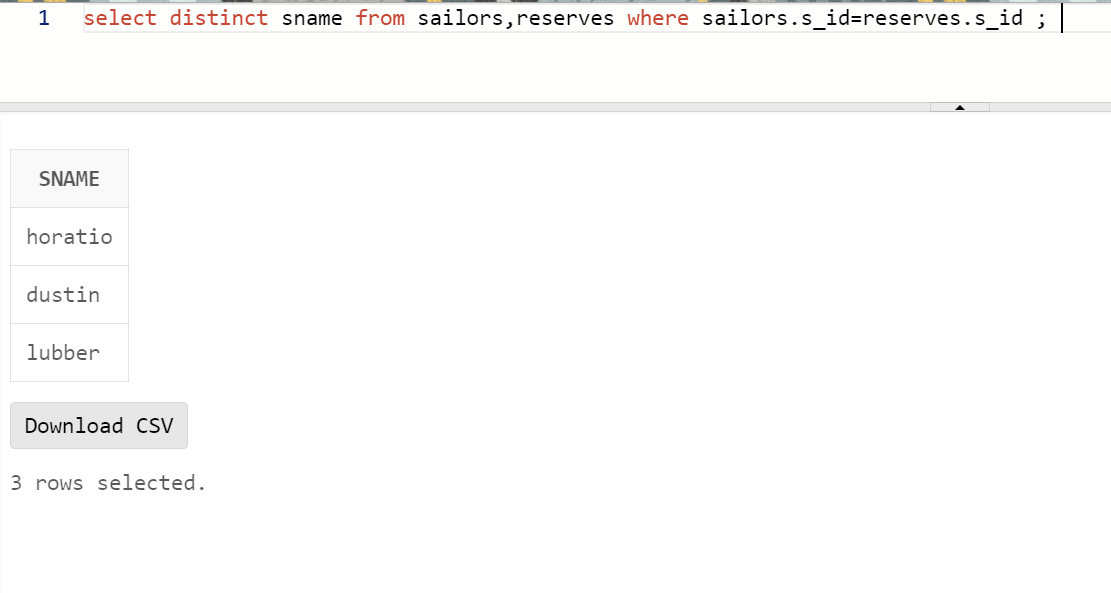 1 select distinct sname from sailors,reserves where sailors.s_id=reserves.s_id ;
SNAME
horatio
dustin
lubber
Download CSV
3 rows selected.